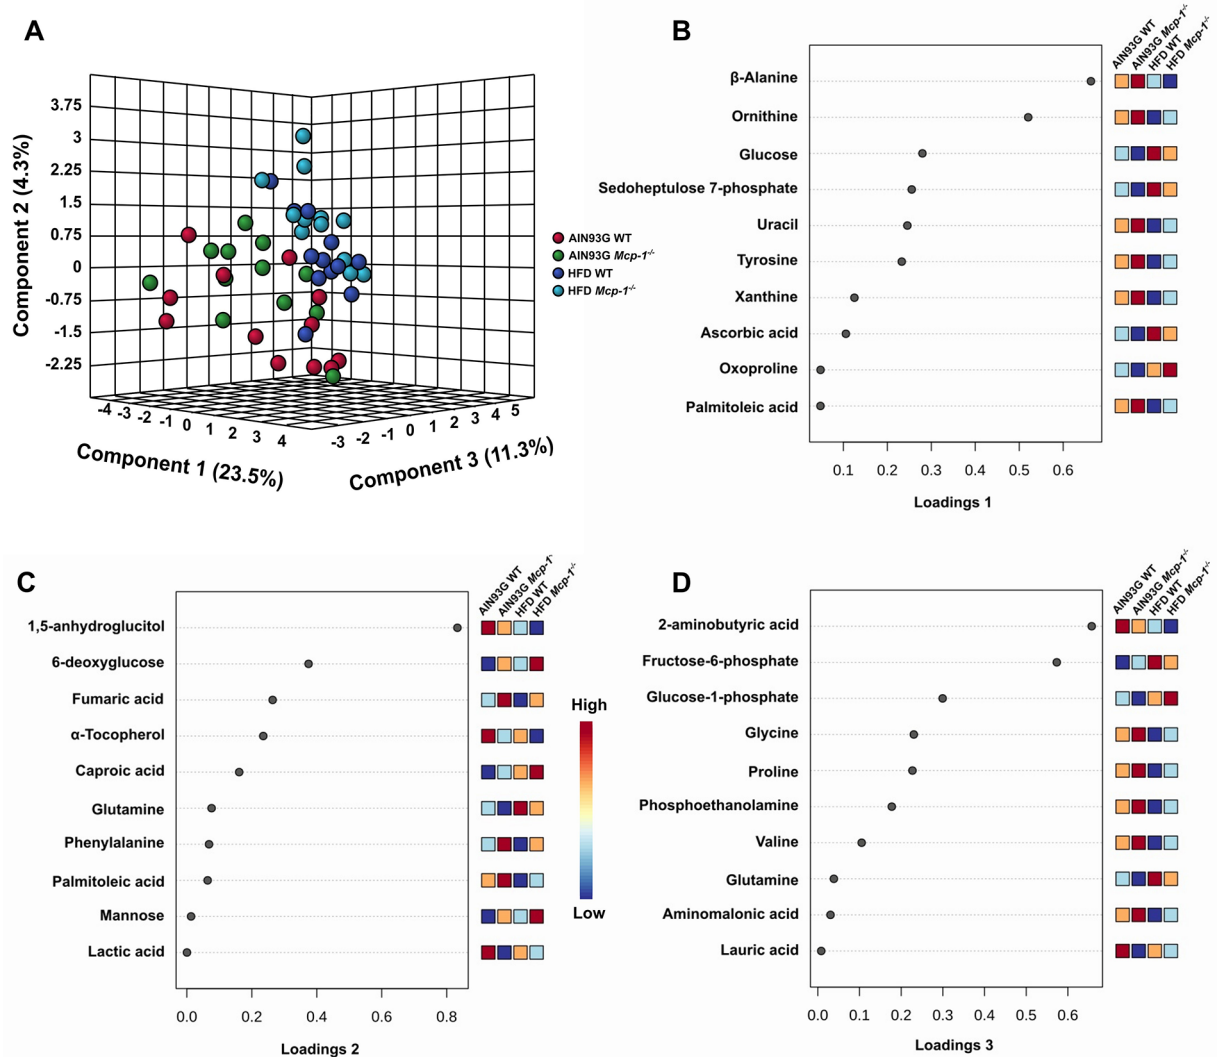 A
3.75
3
2.25
1.5
0.75
0
-0.75
-1.5
-2.25
Component 2 (4.3%)
-4 -3 -2 -1 0 1 2 3 4
Component 1 (23.5%)
-3 -2 -1 0 1 2 3 4 5
Component 3 (11.3%)
AIN93G WT
AIN93G Mcp-1-/-
HFD WT
HFD Mcp-1-/-
B
AIN93G WT
AIN93G Mcp-1-/-
HFD WT
HFD Mcp-1-/-
β-Alanine
Ornithine
Glucose
Sedoheptulose 7-phosphate
Uracil
Tyrosine
Xanthine
Ascorbic acid
Oxoproline
Palmitoleic acid
0.1 0.2 0.3 0.4 0.5 0.6
Loadings 1
C
AIN93G WT
AIN93G Mcp-1-
HFD WT
HFD Mcp-1-/-
1,5-anhydroglucitol
6-deoxyglucose
Fumaric acid
α-Tocopherol
Caproic acid
Glutamine
Phenylalanine
Palmitoleic acid
Mannose
Lactic acid
0.0 0.2 0.4 0.6 0.8
Loadings 2
High
Low
D
AIN93G WT
AIN93G Mcp-1-/-
HFD WT
HFD Mcp-1-/-
2-aminobutyric acid
Fructose-6-phosphate
Glucose-1-phosphate
Glycine
Proline
Phosphoethanolamine
Valine
Glutamine
Aminomalonic acid
Lauric acid
0.0 0.1 0.2 0.3 0.4 0.5 0.6
Loadings 3